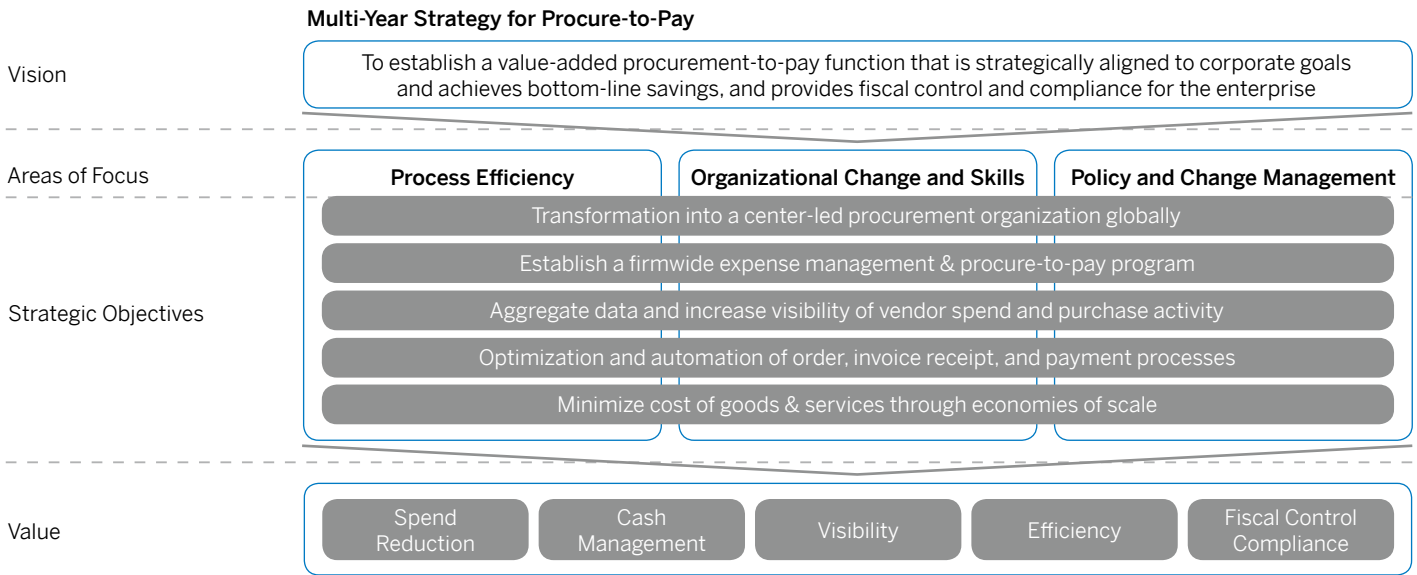 Multi-Year Strategy for Procure-to-Pay
Vision
To establish a value-added procurement-to-pay function that is strategically aligned to corporate goals
and achieves bottom-line savings, and provides fiscal control and compliance for the enterprise
Areas of Focus
Process Efficiency
Organizational Change and Skills
Policy and Change Management
Strategic Objectives
Transformation into a center-led procurement organization globally
Establish a firmwide expense management & procure-to-pay program
Aggregate data and increase visibility of vendor spend and purchase activity
Optimization and automation of order, invoice receipt, and payment processes
Minimize cost of goods & services through economies of scale
Value
Spend
Reduction
Cash
Management
Visibility
Efficiency
Fiscal Control
Compliance